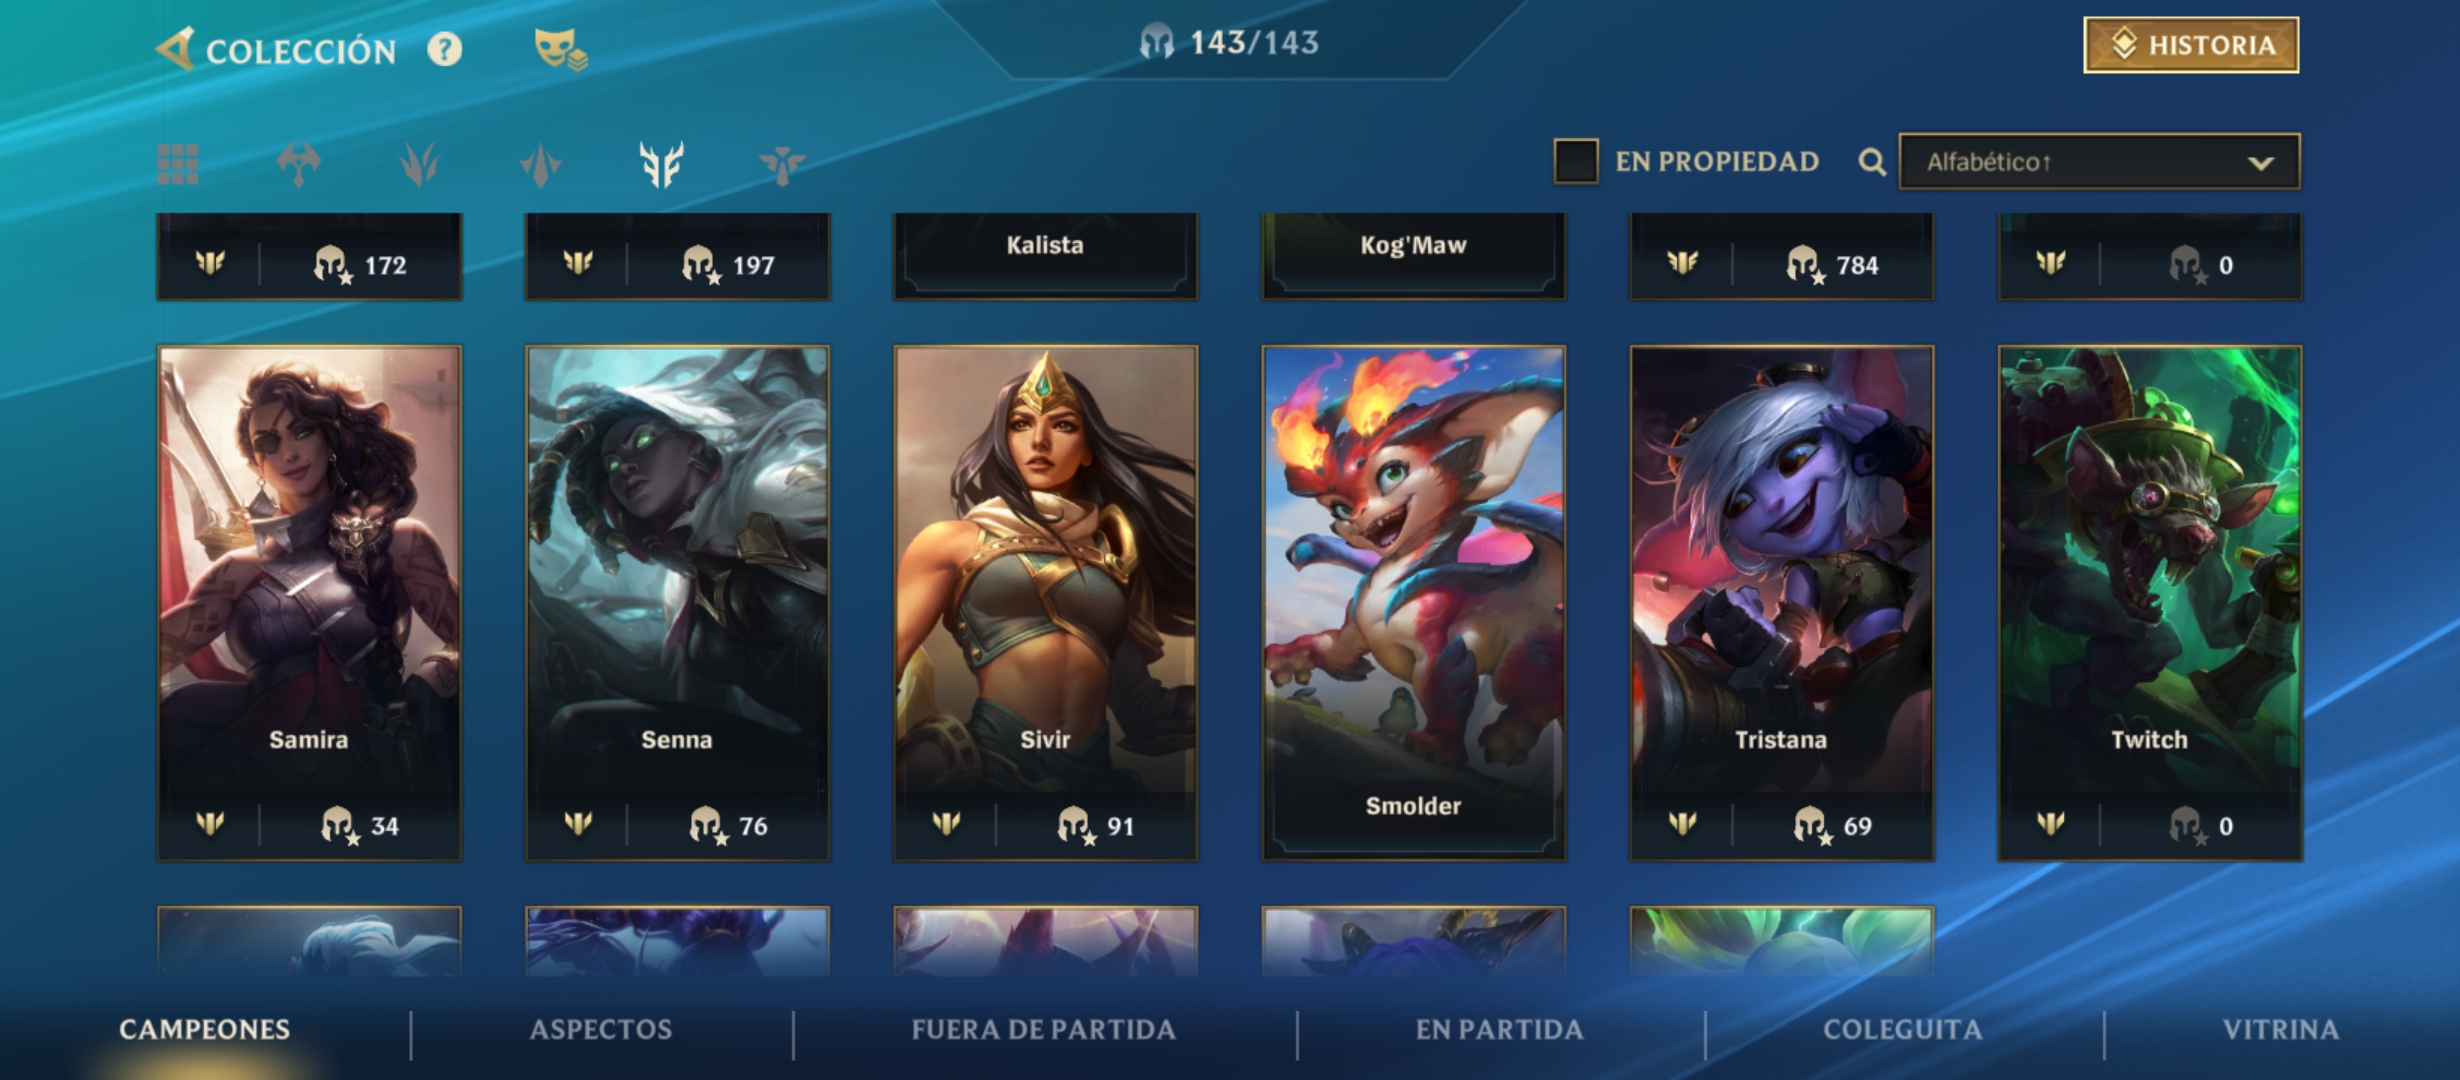 COLECCIÓN ?
143/143
HISTORIA
EN PROPIEDAD
Alfabético↑
172
197
Kalista
Kog'Maw
784
0
Samira
34
Senna
76
Sivir
91
Smolder
Tristana
69
Twitch
0
CAMPEONES
ASPECTOS
FUERA DE PARTIDA
EN PARTIDA
COLEGUITA
VITRINA